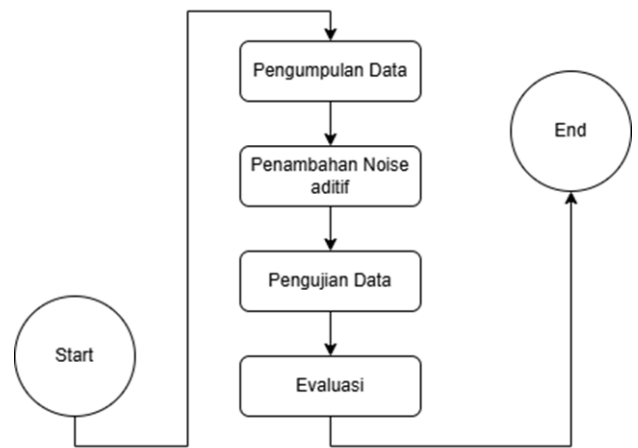 Start
Pengumpulan Data
Penambahan Noise
aditif
Pengujian Data
Evaluasi
End